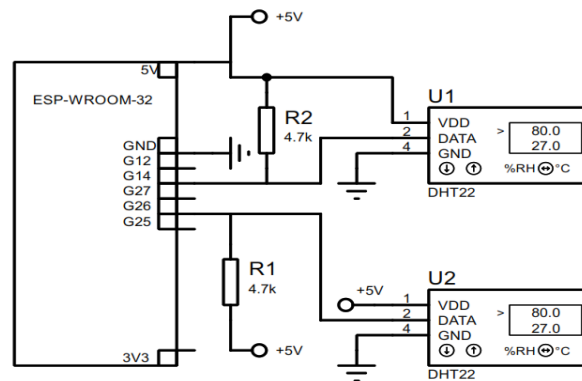 +5V
5V
ESP-WROOM-32
GND
G12
G14
G27
G26
G25
3V3
R2
4.7k
R1
4.7k
+5V
U1
1 VDD
2 DATA
4 GND
> 80.0
27.0
%RH °C
DHT22
+5V
U2
1 VDD
2 DATA
4 GND
> 80.0
27.0
%RH °C
DHT22